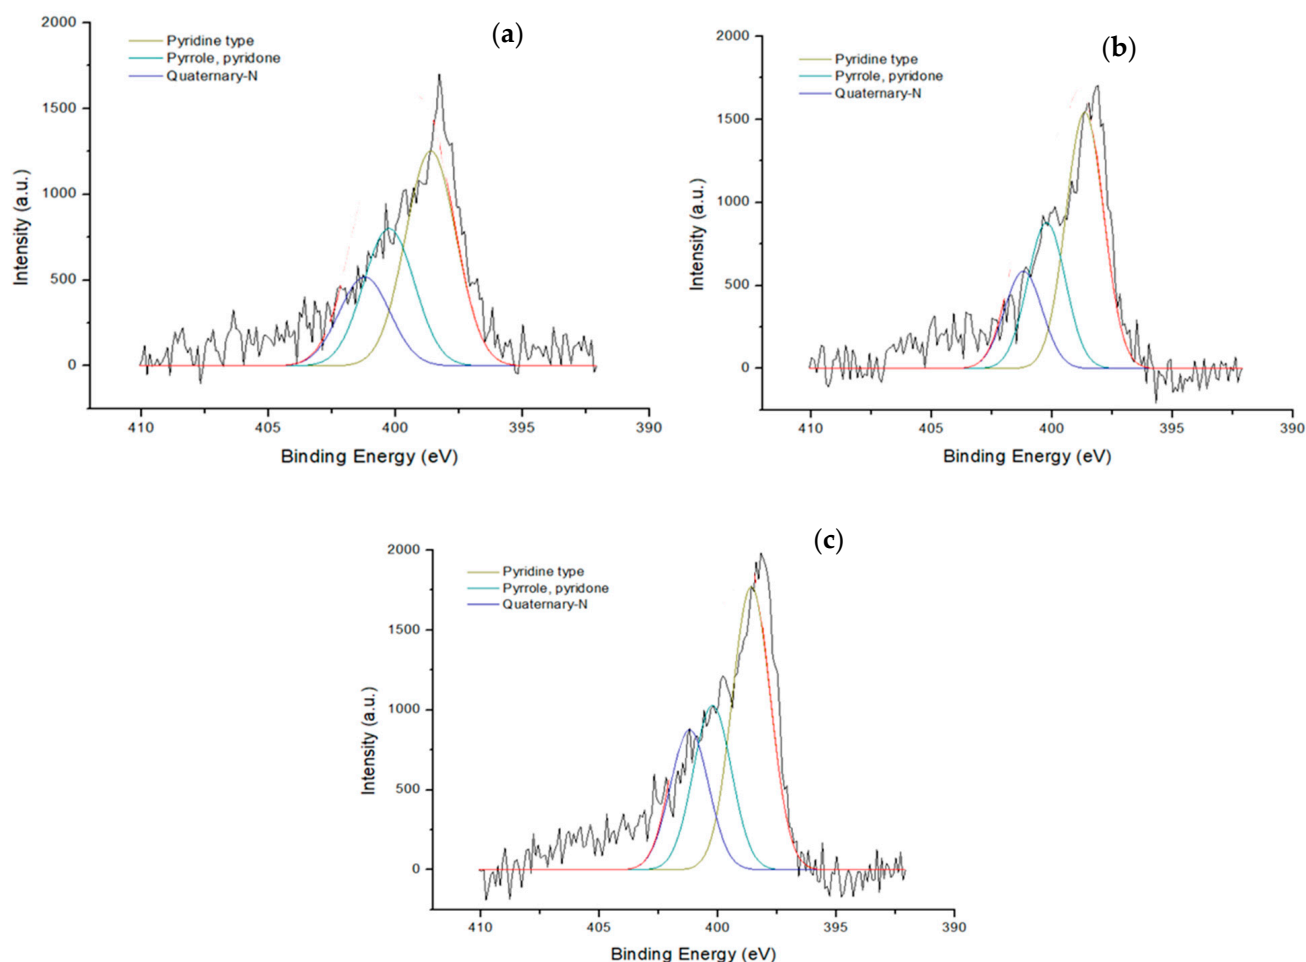 (a)
Pyridine type
Pyrrole, pyridone
Quaternary-N
2000
1500
1000
500
0
Intensity (a.u.)
410
405
400
395
390
Binding Energy (eV)
(b)
Pyridine type
Pyrrole, pyridone
Quaternary-N
2000
1500
1000
500
0
Intensity (a.u.)
410
405
400
395
390
Binding Energy (eV)
(c)
Pyridine type
Pyrrole, pyridone
Quaternary-N
2000
1500
1000
500
0
Intensity (a.u.)
410
405
400
395
390
Binding Energy (eV)